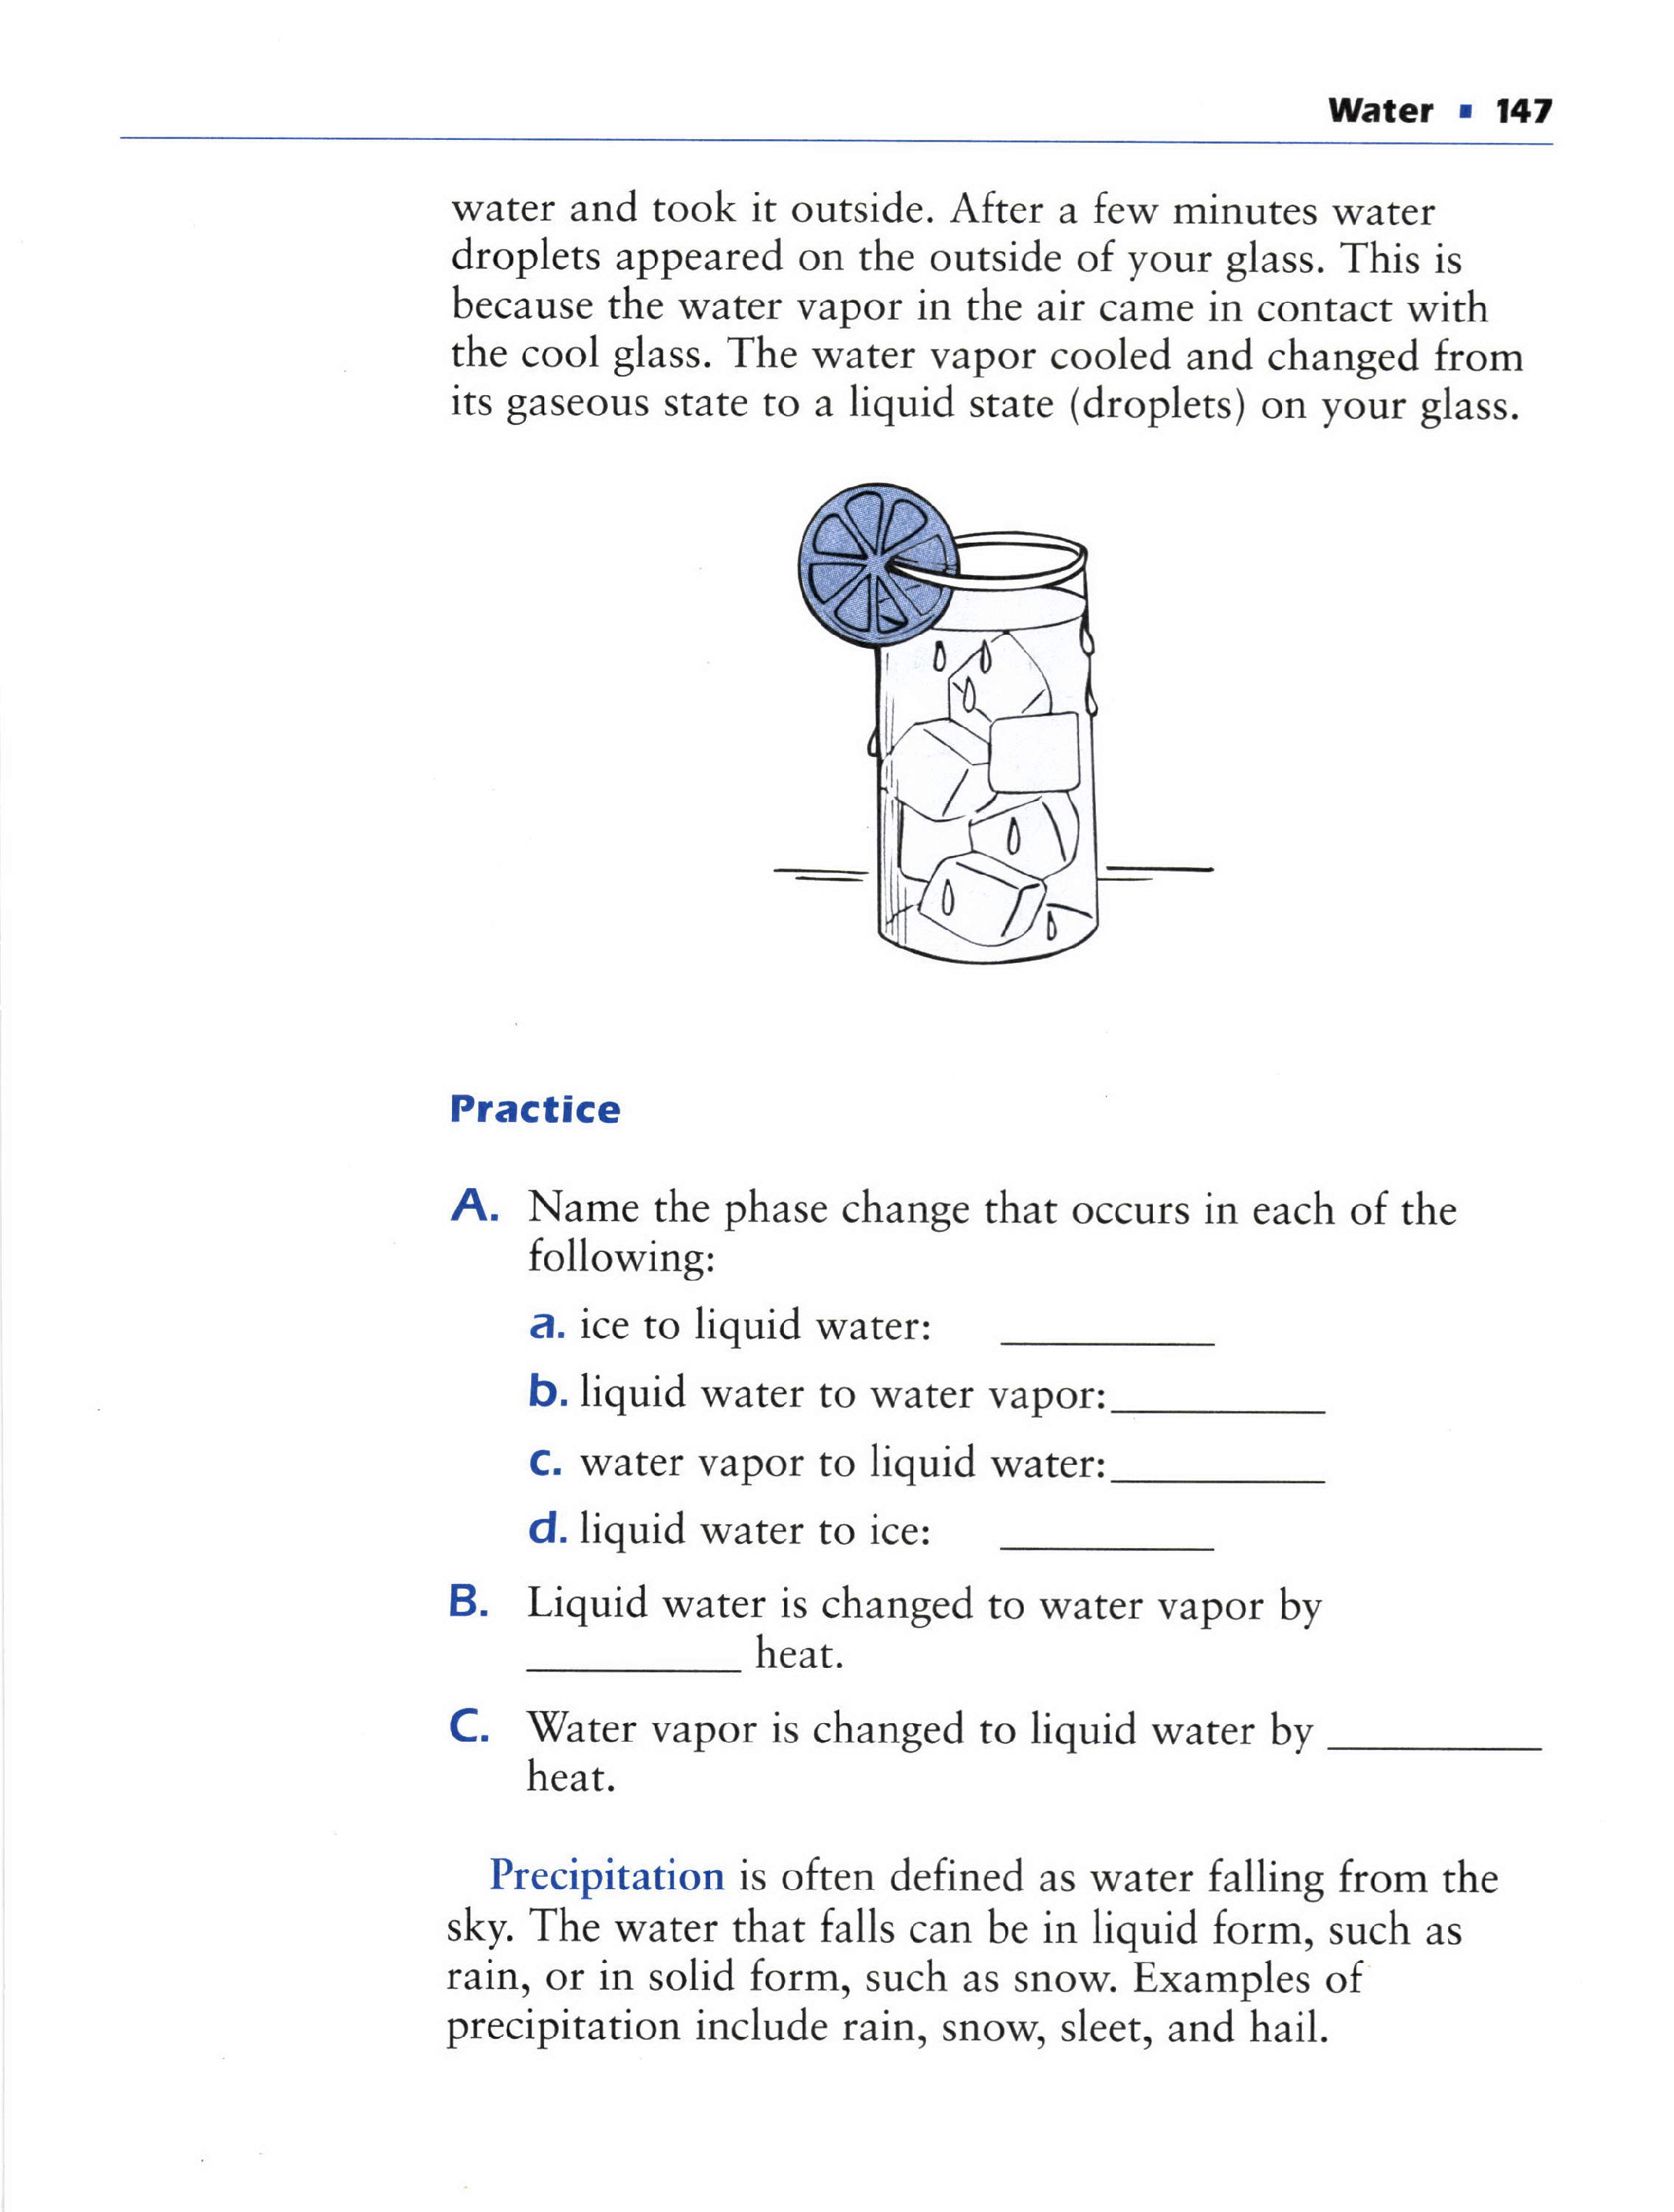 Water ▪ 147
water and took it outside. After a few minutes water
droplets appeared on the outside of your glass. This is
because the water vapor in the air came in contact with
the cool glass. The water vapor cooled and changed from
its gaseous state to a liquid state (droplets) on your glass.
Practice
A. Name the phase change that occurs in each of the
following:
a. ice to liquid water: __________
b. liquid water to water vapor:__________
c. water vapor to liquid water:__________
d. liquid water to ice: __________
B. Liquid water is changed to water vapor by
__________ heat.
C. Water vapor is changed to liquid water by __________
heat.
Precipitation is often defined as water falling from the
sky. The water that falls can be in liquid form, such as
rain, or in solid form, such as snow. Examples of
precipitation include rain, snow, sleet, and hail.